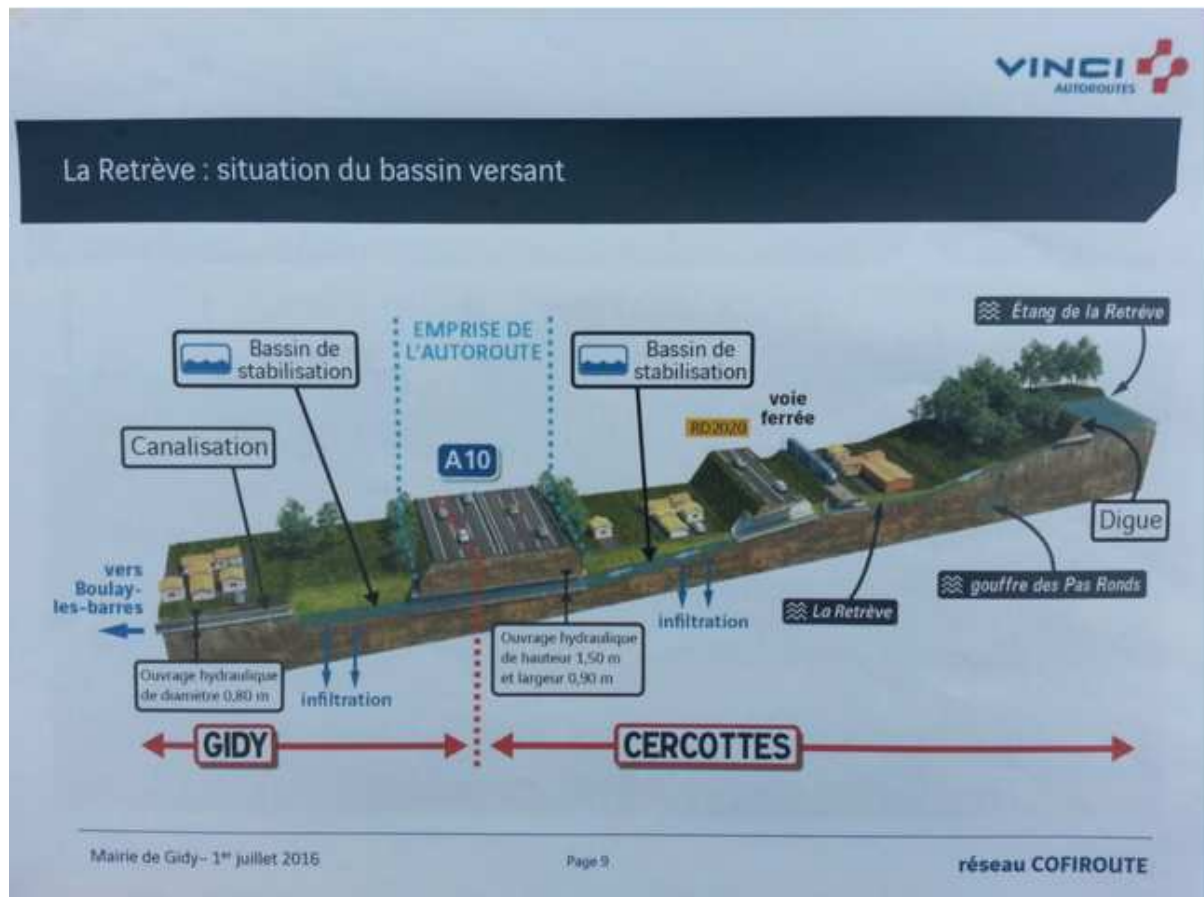 VINCI
AUTOROUTES
La Retrève : situation du bassin versant
Étang de la Retrève
EMPRISE DE
L'AUTOROUTE
Bassin de
stabilisation
Bassin de
stabilisation
voie
ferrée
RD2020
Canalisation
A10
Digue
vers
Boulay-
les-barres
gouffre des Pas Ronds
La Retrève
infiltration
Ouvrage hydraulique
de hauteur 1,50 m
et largeur 0,90 m
Ouvrage hydraulique
de diamètre 0,80 m
infiltration
GIDY
CERCOTTES
Mairie de Gidy– 1er juillet 2016
Page 9
réseau COFIROUTE